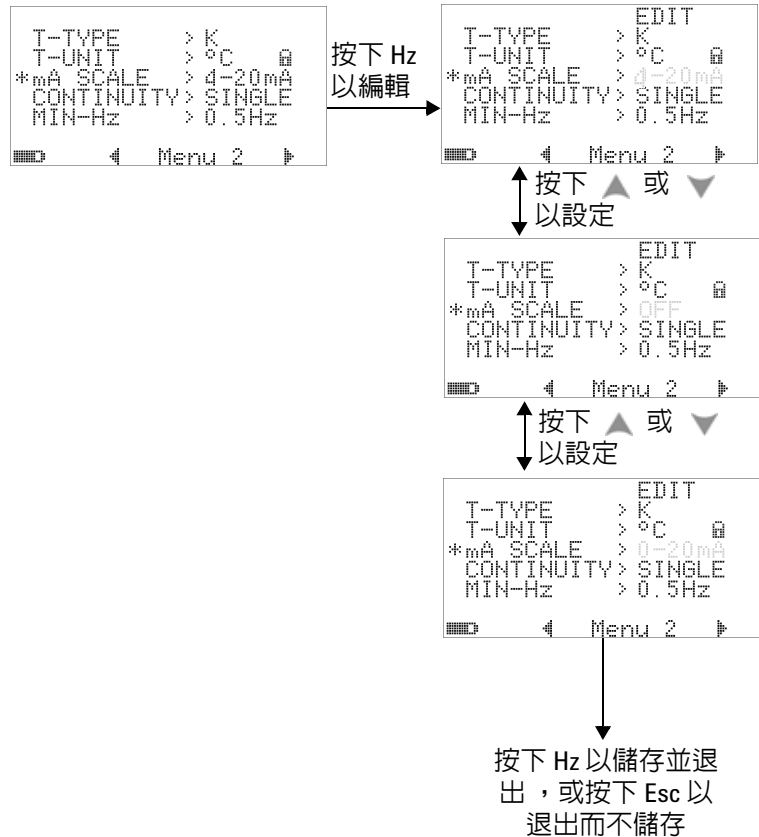 T-TYPE > K
T-UNIT > °C
*mA SCALE > 4-20mA
CONTINUITY> SINGLE
MIN-Hz > 0.5Hz
Menu 2
按下 Hz
以編輯
EDIT
T-TYPE > K
T-UNIT > °C
*mA SCALE > 4-20mA
CONTINUITY> SINGLE
MIN-Hz > 0.5Hz
Menu 2
按下 ▲ 或 ▼
以設定
EDIT
T-TYPE > K
T-UNIT > °C
*mA SCALE > OFF
CONTINUITY> SINGLE
MIN-Hz > 0.5Hz
Menu 2
按下 ▲ 或 ▼
以設定
EDIT
T-TYPE > K
T-UNIT > °C
*mA SCALE > 0-20mA
CONTINUITY> SINGLE
MIN-Hz > 0.5Hz
Menu 2
按下 Hz 以儲存並退
出 ，或按下 Esc 以
退出而不儲存